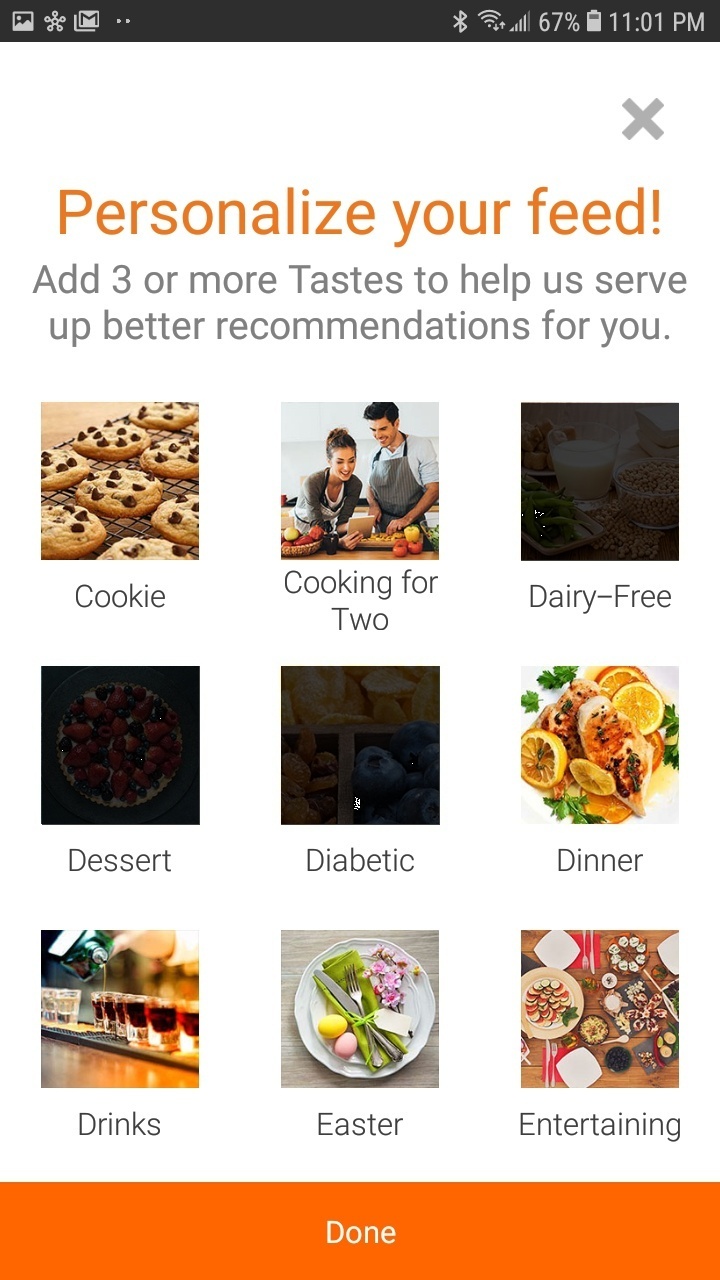 67% 11:01 PM
Personalize your feed!
Add 3 or more Tastes to help us serve
up better recommendations for you.
Cookie
Cooking for
Two
Dairy–Free
Dessert
Diabetic
Dinner
Drinks
Easter
Entertaining
Done